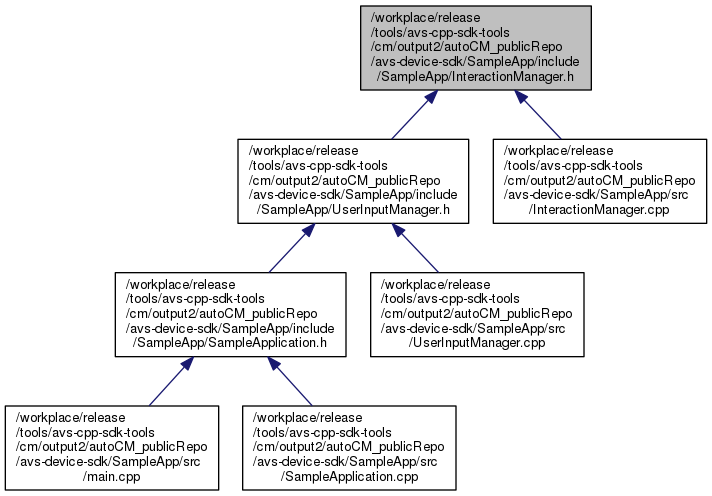 /workplace/release
/tools/avs-cpp-sdk-tools
/cm/output2/autoCM_publicRepo
/avs-device-sdk/SampleApp/include
/SampleApp/InteractionManager.h
/workplace/release
/tools/avs-cpp-sdk-tools
/cm/output2/autoCM_publicRepo
/avs-device-sdk/SampleApp/include
/SampleApp/UserInputManager.h
/workplace/release
/tools/avs-cpp-sdk-tools
/cm/output2/autoCM_publicRepo
/avs-device-sdk/SampleApp/src
/InteractionManager.cpp
/workplace/release
/tools/avs-cpp-sdk-tools
/cm/output2/autoCM_publicRepo
/avs-device-sdk/SampleApp/include
/SampleApp/SampleApplication.h
/workplace/release
/tools/avs-cpp-sdk-tools
/cm/output2/autoCM_publicRepo
/avs-device-sdk/SampleApp/src
/UserInputManager.cpp
/workplace/release
/tools/avs-cpp-sdk-tools
/cm/output2/autoCM_publicRepo
/avs-device-sdk/SampleApp/src
/main.cpp
/workplace/release
/tools/avs-cpp-sdk-tools
/cm/output2/autoCM_publicRepo
/avs-device-sdk/SampleApp/src
/SampleApplication.cpp